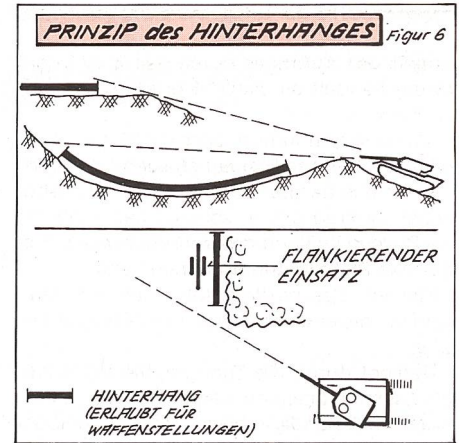 PRINZIP des HINTERHANGES Figur 6
FLANKIERENDER
EINSATZ
HINTERHANG
(ERLAUBT FÜR
WAFFENSTELLUNGEN)